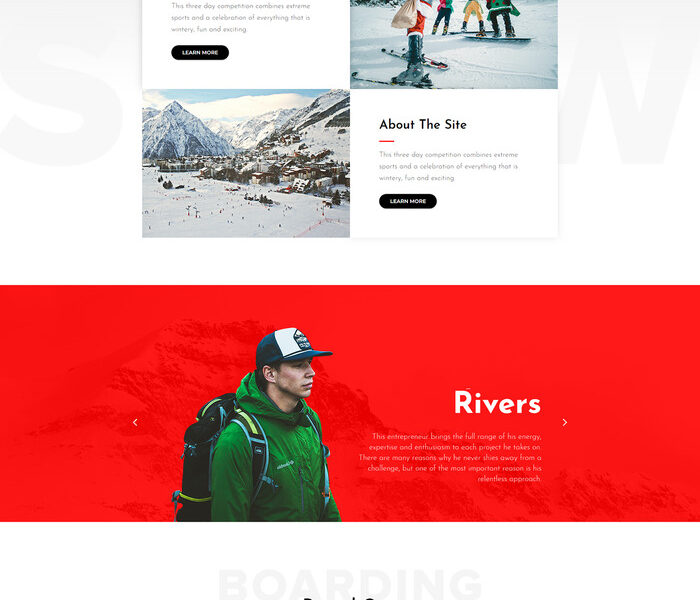 This three day competition combines extreme
sports and a celebration of everything that is
wintery, fun and exciting.
LEARN MORE
About The Site
This three day competition combines extreme
sports and a celebration of everything that is
wintery, fun and exciting.
LEARN MORE
Rivers
This entrepreneur brings the full range of his energy,
expertise and enthusiasm to each project he takes on.
There are many reasons why he never shies away from a
challenge, but one of the most important reason is his
relentless approach.
BOARDING